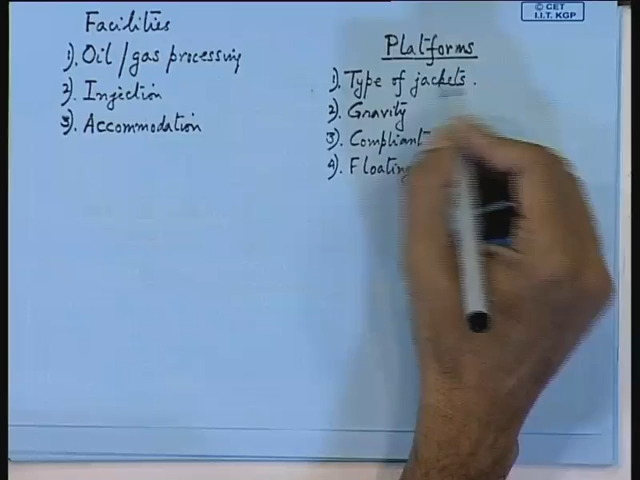 © CET
I.I.T. KGP
Facilities
1). Oil/gas processing
2). Injection
3). Accommodation
Platforms
1). Type of jackets.
2). Gravity
3). Compliant
4). Floating